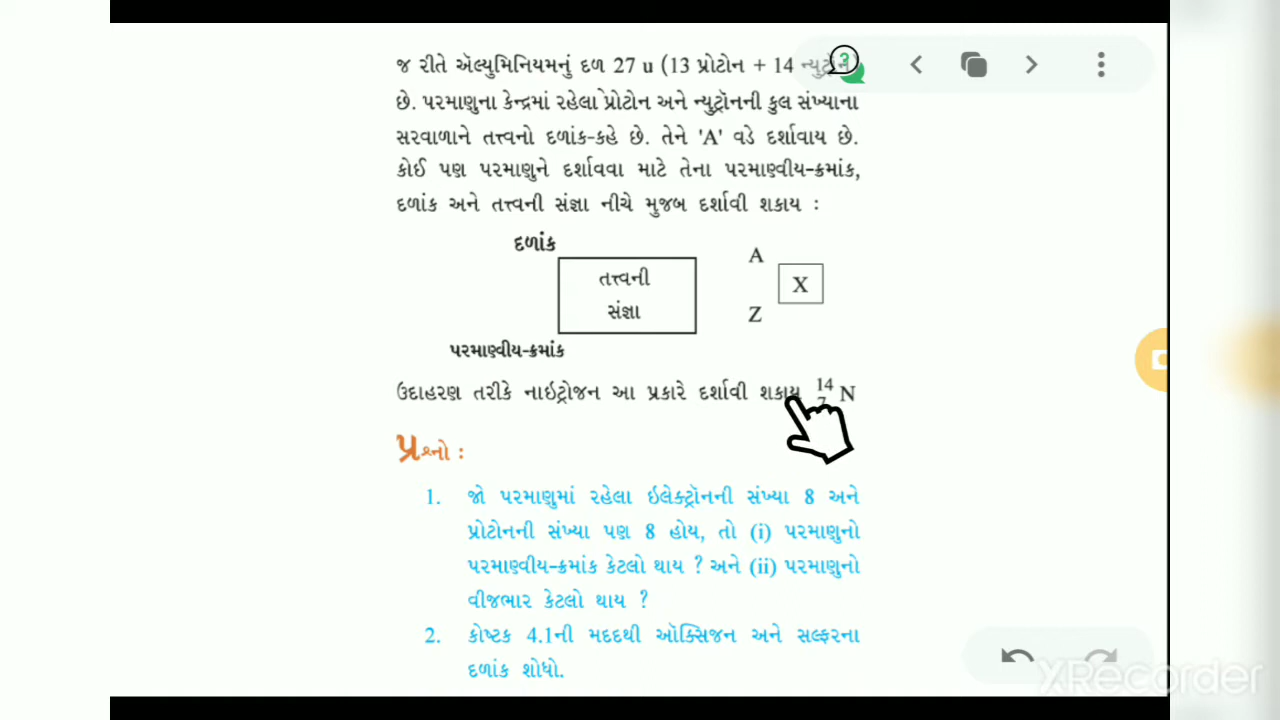 જ રીતે ઍલ્યુમિનિયમનું દળ 27 u (13 પ્રોટોન + 14 ન્યુટ્રૉન)
3
છે. પરમાણુના કેન્દ્રમાં રહેલા પ્રોટોન અને ન્યુટ્રૉનની કુલ સંખ્યાના
સરવાળાને તત્ત્વનો દળાંક-કહે છે. તેને 'A' વડે દર્શાવાય છે.
કોઈ પણ પરમાણુને દર્શાવવા માટે તેના પરમાણ્વીય-ક્રમાંક,
દળાંક અને તત્ત્વની સંજ્ઞા નીચે મુજબ દર્શાવી શકાય :
દળાંક
તત્ત્વની
સંજ્ઞા
પરમાણ્વીય-ક્રમાંક
A
X
Z
ઉદાહરણ તરીકે નાઇટ્રોજન આ પ્રકારે દર્શાવી શકાય 14 7 N
પ્રશ્નો :
1. જો પરમાણુમાં રહેલા ઇલેક્ટ્રૉનની સંખ્યા 8 અને
પ્રોટોનની સંખ્યા પણ 8 હોય, તો (i) પરમાણુનો
પરમાણ્વીય-ક્રમાંક કેટલો થાય ? અને (ii) પરમાણુનો
વીજભાર કેટલો થાય ?
2. કોષ્ટક 4.1ની મદદથી ઑક્સિજન અને સલ્ફરના
દળાંક શોધો.
XRecorder